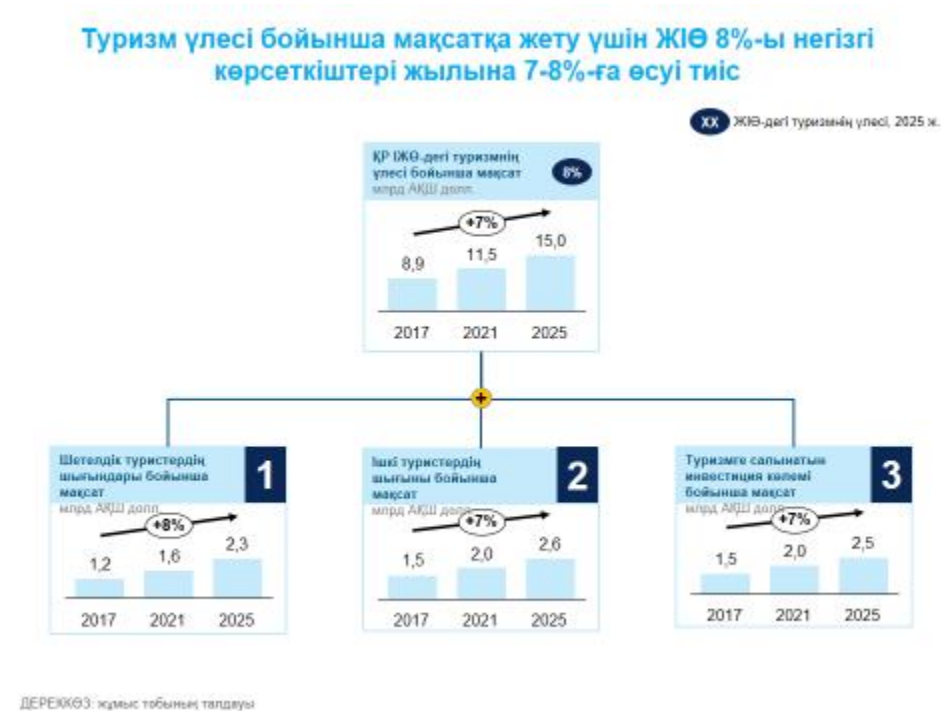 Туризм үлесі бойынша мақсатқа жету үшін ЖІӨ 8%-ы негізгі
көрсеткіштері жылына 7-8%-ға өсуі тиіс
XX ЖІӨ-дегі туризмнің үлесі, 2025 ж.
ҚР ІЖӨ-дегі туризмнің
үлесі бойынша мақсат
8%
млрд АҚШ долл.
+7%
8,9 11,5 15,0
2017 2021 2025
+
Шетелдік туристердің
шығындары бойынша
мақсат
1
млрд АҚШ долл.
+8%
1,2 1,6 2,3
2017 2021 2025
Ішкі туристердің
шығыны бойынша
мақсат
2
млрд АҚШ долл.
+7%
1,5 2,0 2,6
2017 2021 2025
Туризмге салынатын
инвестиция көлемі
бойынша мақсат
3
млрд АҚШ долл.
+7%
1,5 2,0 2,5
2017 2021 2025
ДЕРЕККӨЗ: жұмыс тобының талдауы